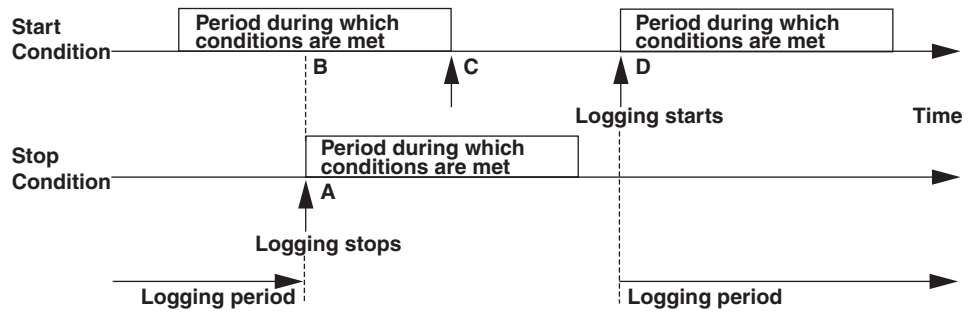 Start
Condition
Period during which
conditions are met
Period during which
conditions are met
B
C
D
Logging starts
Time
Stop
Condition
Period during which
conditions are met
A
Logging stops
Logging period
Logging period